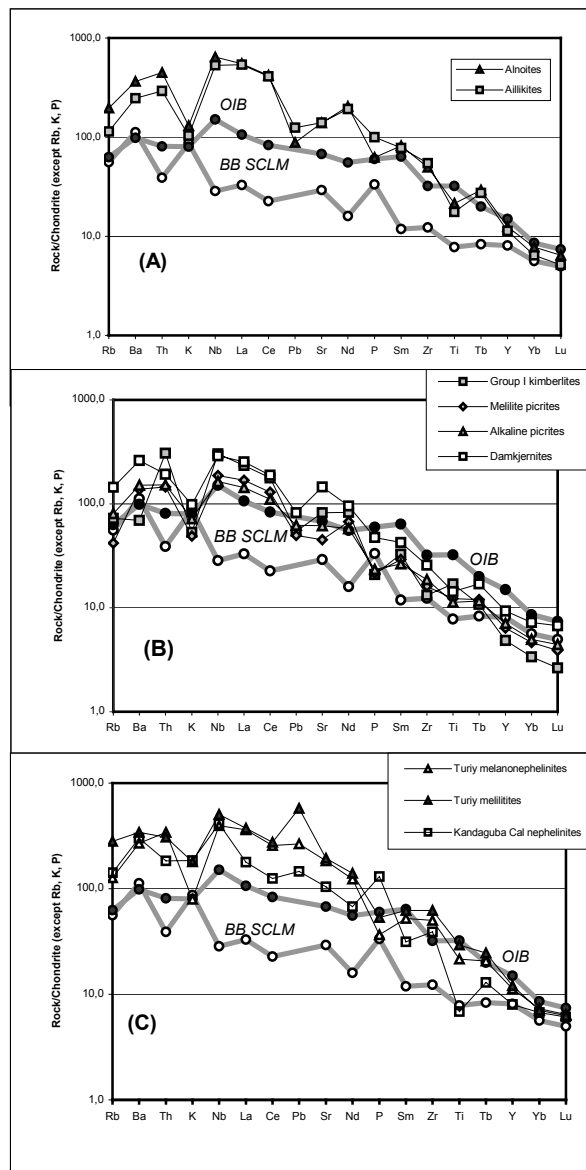 1000,0
100,0
10,0
1,0
Rock/Chondrite (except Rb, K, P)
Alnoites
Aillikites
OIB
BB SCLM
(A)
Rb Ba Th K Nb La Ce Pb Sr Nd P Sm Zr Ti Tb Y Yb Lu
1000,0
100,0
10,0
1,0
Rock/Chondrite (except Rb, K, P)
Group I kimberlites
Melilite picrites
Alkaline picrites
Damkjernites
BB SCLM
OIB
(B)
Rb Ba Th K Nb La Ce Pb Sr Nd P Sm Zr Ti Tb Y Yb Lu
1000,0
100,0
10,0
1,0
Rock/Chondrite (except Rb, K, P)
Turiy melanonephelinites
Turiy melilitites
Kandaguba Cal nephelinites
BB SCLM
OIB
(C)
Rb Ba Th K Nb La Ce Pb Sr Nd P Sm Zr Ti Tb Y Yb Lu